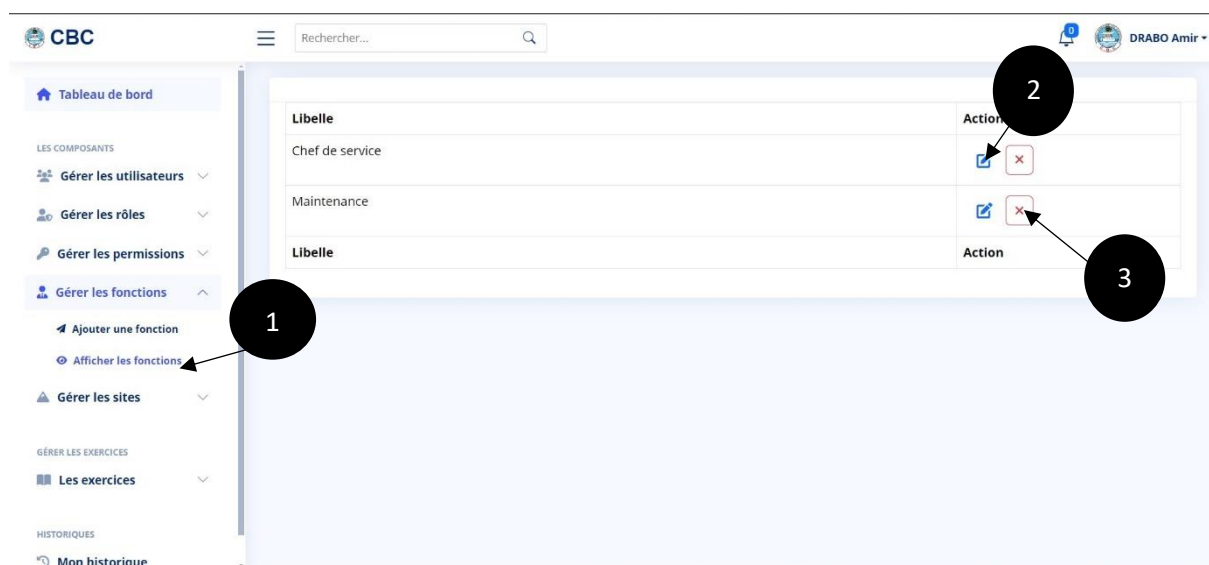 CBC
Rechercher...
0
DRABO Amir
Tableau de bord
LES COMPOSANTS
Gérer les utilisateurs
Gérer les rôles
Gérer les permissions
Gérer les fonctions
Ajouter une fonction
Afficher les fonctions
Gérer les sites
GÉRER LES EXERCICES
Les exercices
HISTORIQUES
Mon historique
Libelle Action
Chef de service
Maintenance
Libelle Action
1
2
3